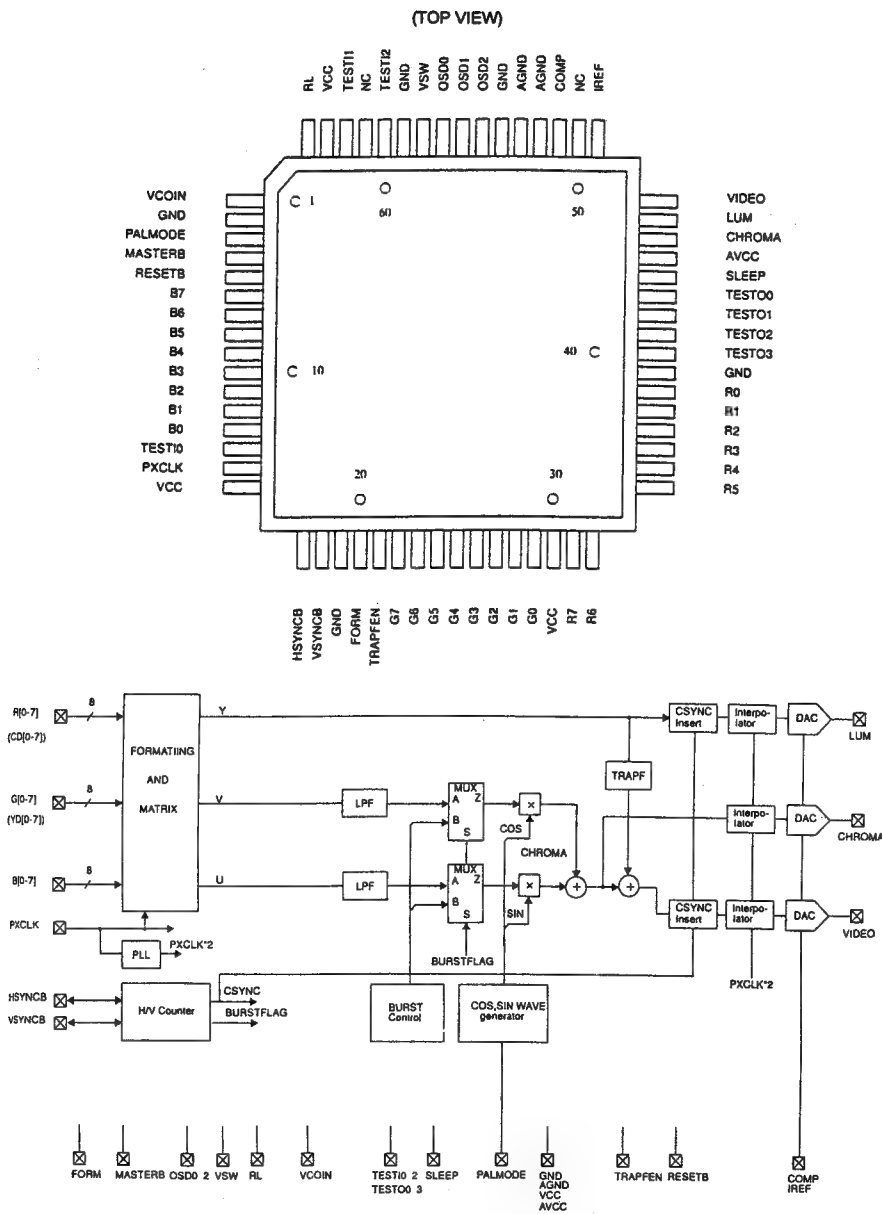 (TOP VIEW)
RL
VCC
TESTI1
NC
TESTI2
GND
VSW
OSD0
OSD1
OSD2
GND
AGND
AGND
COMP
NC
IREF
VCOIN
GND
PALMODE
MASTERB
RESETB
B7
B6
B5
B4
B3
B2
B1
B0
TESTI0
PXCLK
VCC
1
60
50
10
40
20
30
VIDEO
LUM
CHROMA
AVCC
SLEEP
TESTO0
TESTO1
TESTO2
TESTO3
GND
R0
R1
R2
R3
R4
R5
HSYNCB
VSYNCB
GND
FORM
TRAPFEN
G7
G6
G5
G4
G3
G2
G1
G0
VCC
R7
R6
R[0-7]
(CD[0-7])
8
G[0-7]
(YD[0-7])
8
B[0-7]
8
FORMATIING
AND
MATRIX
Y
V
U
LPF
LPF
MUX
A
Z
B
S
MUX
A
Z
B
S
×
×
COS
SIN
CHROMA
+
+
TRAPF
CSYNC
Insert
Interpo-
lator
DAC
LUM
Interpo-
lator
DAC
CHROMA
CSYNC
Insert
Interpo-
lator
DAC
VIDEO
PXCLK
PLL
PXCLK*2
BURSTFLAG
PXCLK*2
HSYNCB
VSYNCB
H/V Counter
CSYNC
BURSTFLAG
BURST
Control
COS,SIN WAVE
generator
FORM
MASTERB
OSD0 2
VSW
RL
VCOIN
TESTI0 2
TESTO0 3
SLEEP
PALMODE
GND
AGND
VCC
AVCC
TRAPFEN
RESETB
COMP
IREF